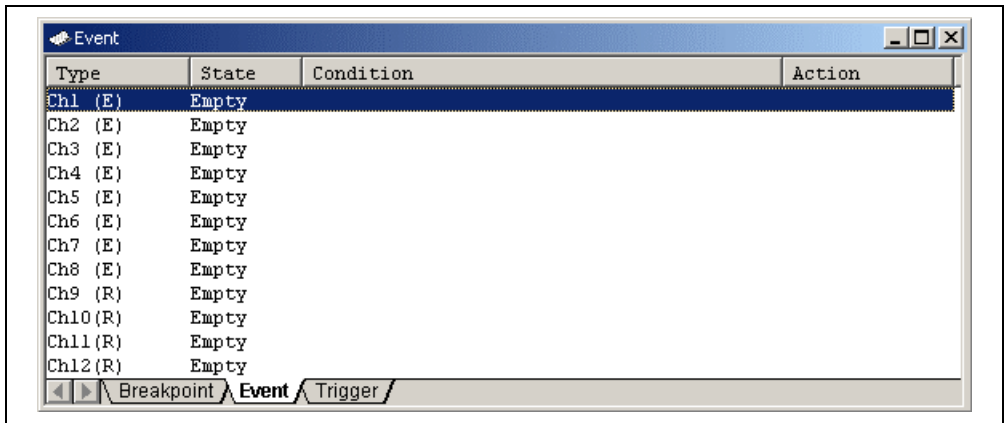 Event
Type State Condition Action
Ch1 (E) Empty
Ch2 (E) Empty
Ch3 (E) Empty
Ch4 (E) Empty
Ch5 (E) Empty
Ch6 (E) Empty
Ch7 (E) Empty
Ch8 (E) Empty
Ch9 (R) Empty
Ch10(R) Empty
Ch11(R) Empty
Ch12(R) Empty
Breakpoint Event Trigger